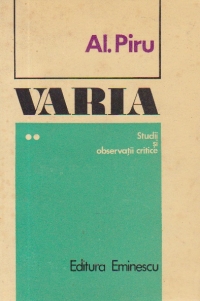 Al. Piru
VARIA
Studii
și
observații critice
Editura Eminescu